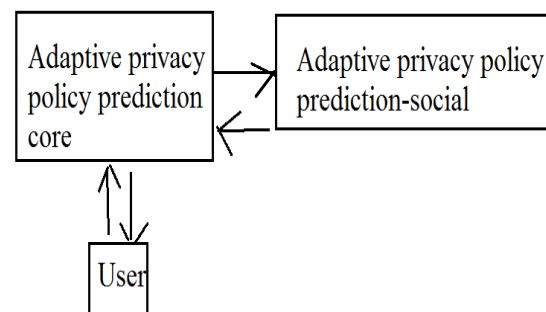 Adaptive privacy
policy prediction
core
Adaptive privacy policy
prediction-social
User